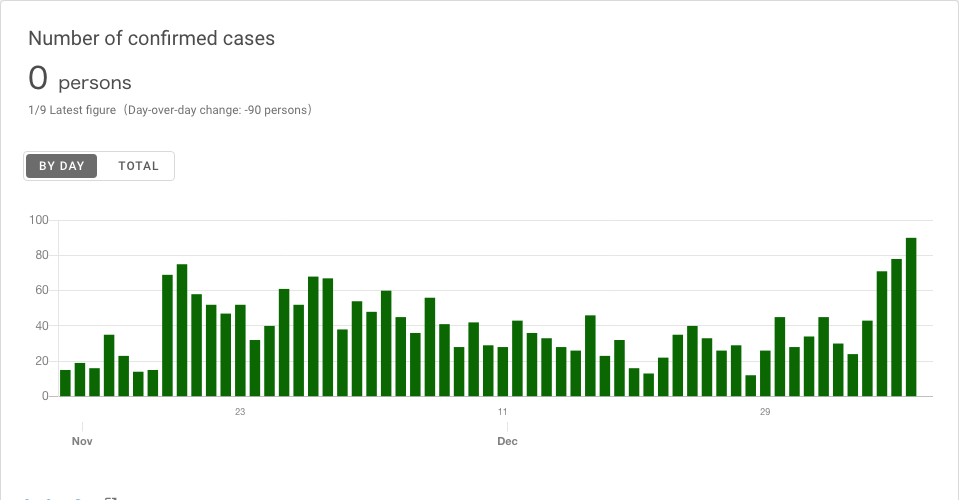 Number of confirmed cases
0 persons
1/9 Latest figure（Day-over-day change: -90 persons）
BY DAY TOTAL
100
80
60
40
20
0
23 11 29
Nov Dec